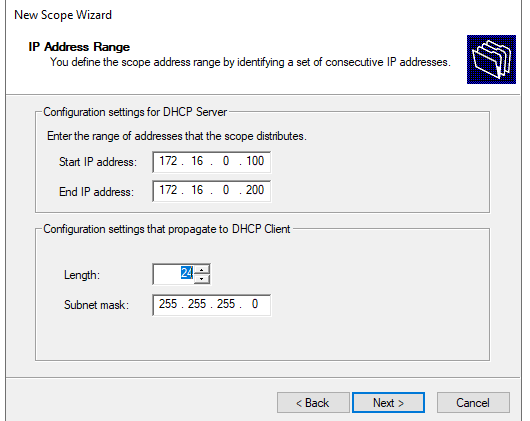 New Scope Wizard
IP Address Range
You define the scope address range by identifying a set of consecutive IP addresses.
Configuration settings for DHCP Server
Enter the range of addresses that the scope distributes.
Start IP address: 172 . 16 . 0 . 100
End IP address: 172 . 16 . 0 . 200
Configuration settings that propagate to DHCP Client
Length: 24
Subnet mask: 255 . 255 . 255 . 0
< Back Next > Cancel